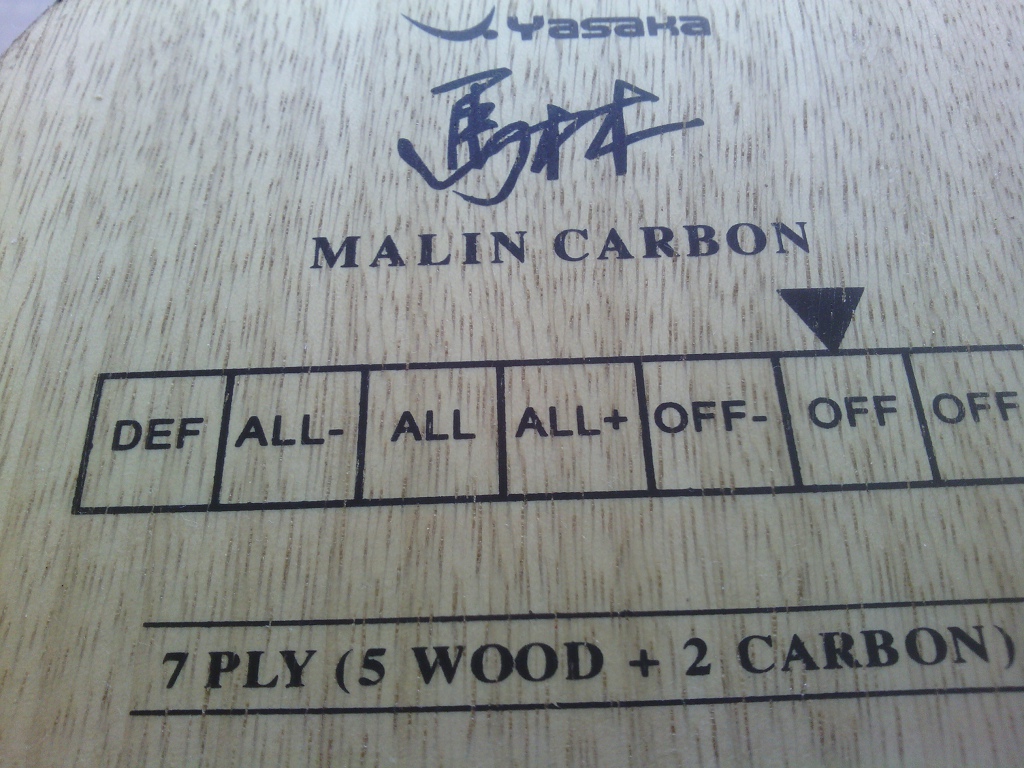 Yasaka
馬林
MALIN CARBON
DEF ALL- ALL ALL+ OFF- OFF OFF
7 PLY (5 WOOD + 2 CARBON)